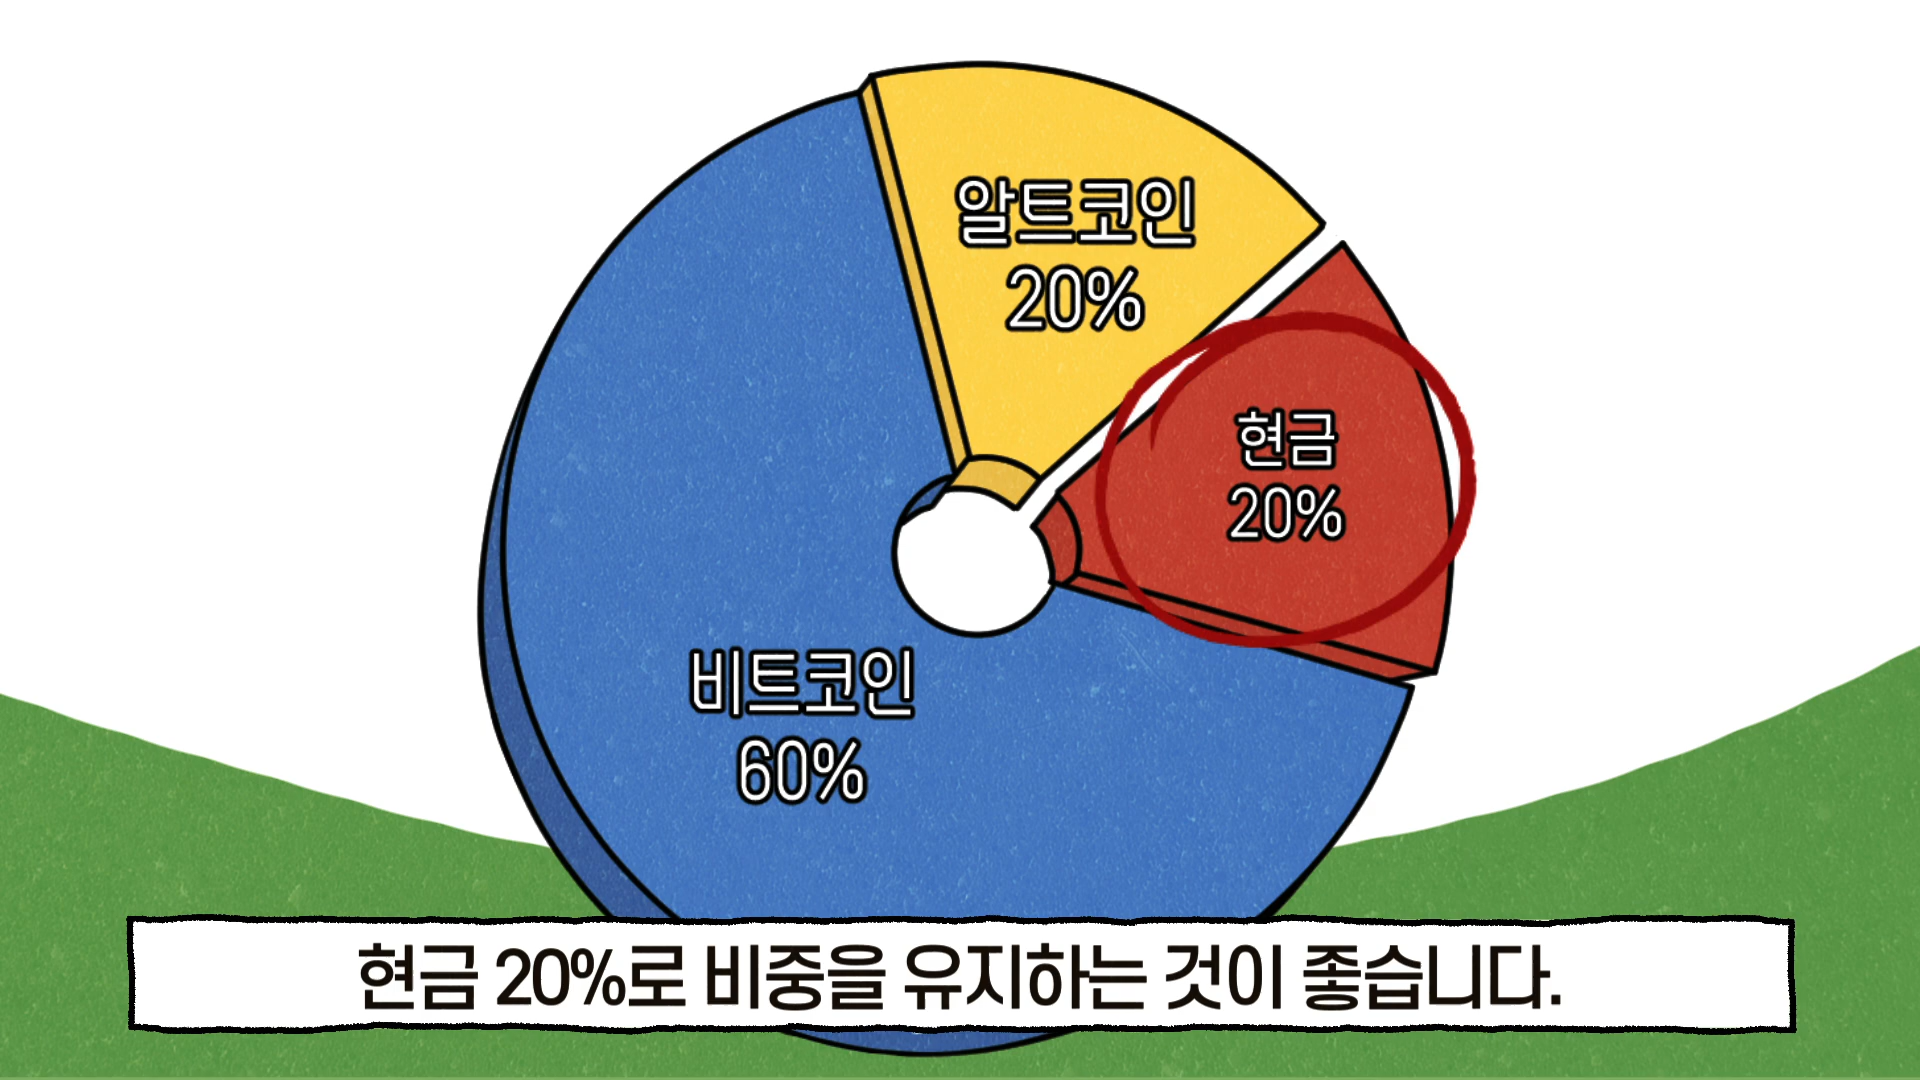 알트코인
20%
현금
20%
비트코인
60%
현금 20%로 비중을 유지하는 것이 좋습니다.